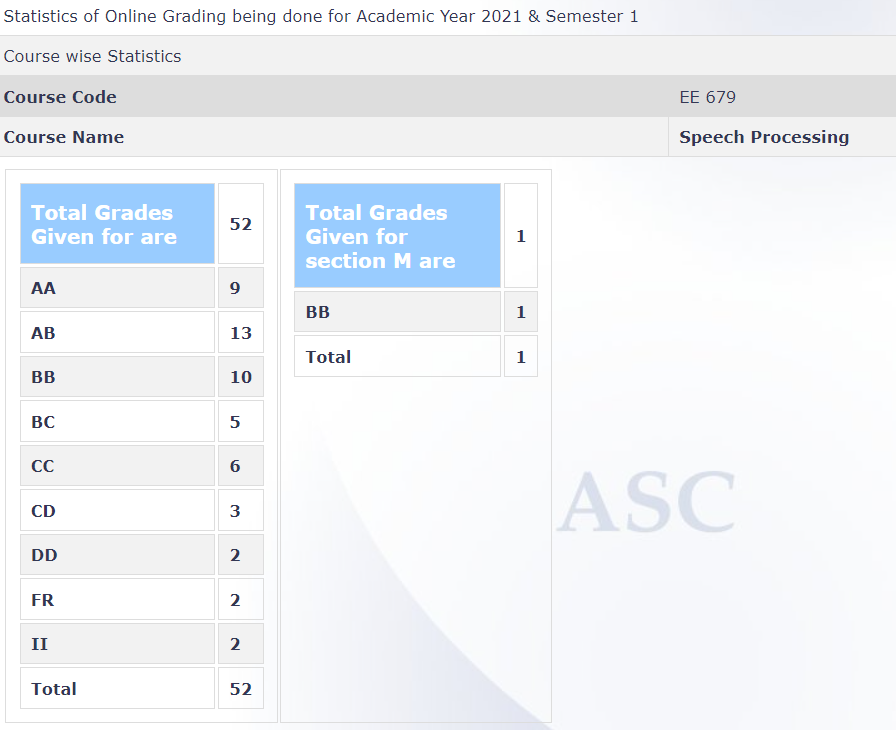 Statistics of Online Grading being done for Academic Year 2021 & Semester 1
Course wise Statistics
Course Code EE 679
Course Name Speech Processing
Total Grades
Given for are 52
AA 9
AB 13
BB 10
BC 5
CC 6
CD 3
DD 2
FR 2
II 2
Total 52
Total Grades
Given for
section M are 1
BB 1
Total 1
ASC